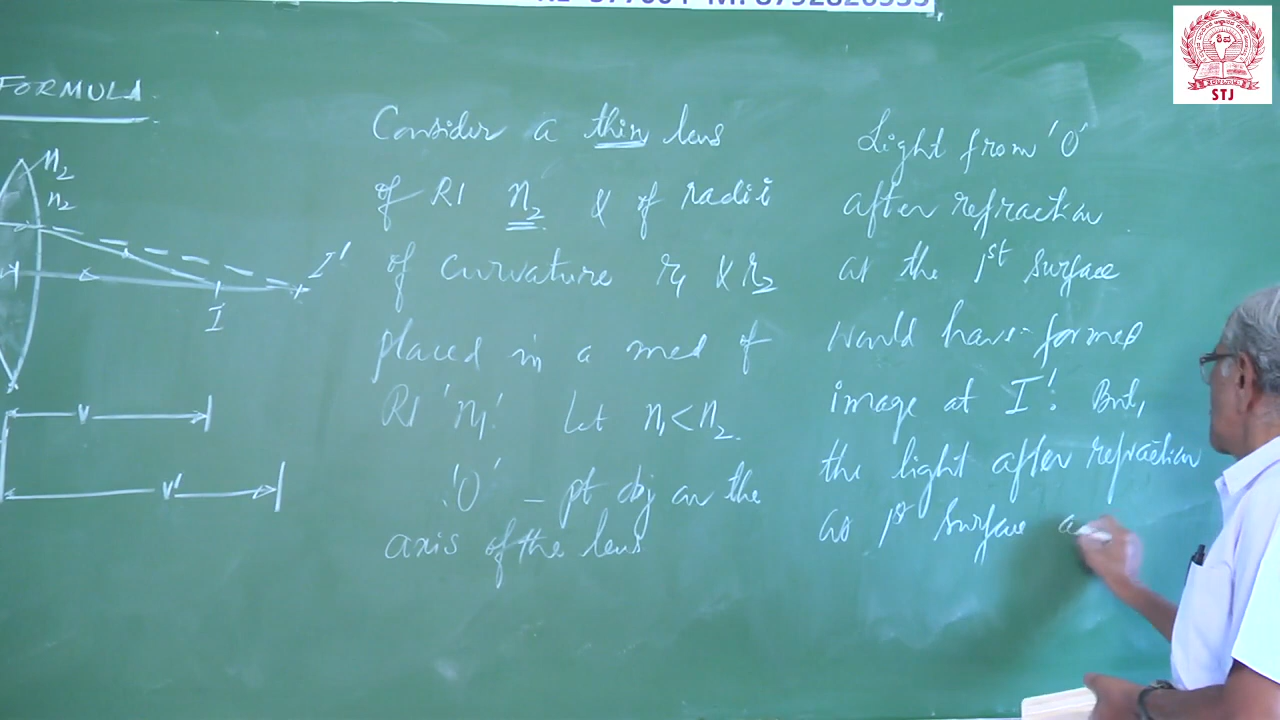 FORMULA
n2
n2
I'
I
v
v'
Consider a thin lens
of RI n2 & of radii
of curvature r1 & r2
placed in a med of
RI 'n1'. Let n1 < n2.
'O' - pt obj on the
axis of the lens
Light from 'O'
after refraction
at the 1st surface
would have formed
image at I'. But,
the light after refraction
at 1st surface a
STJ